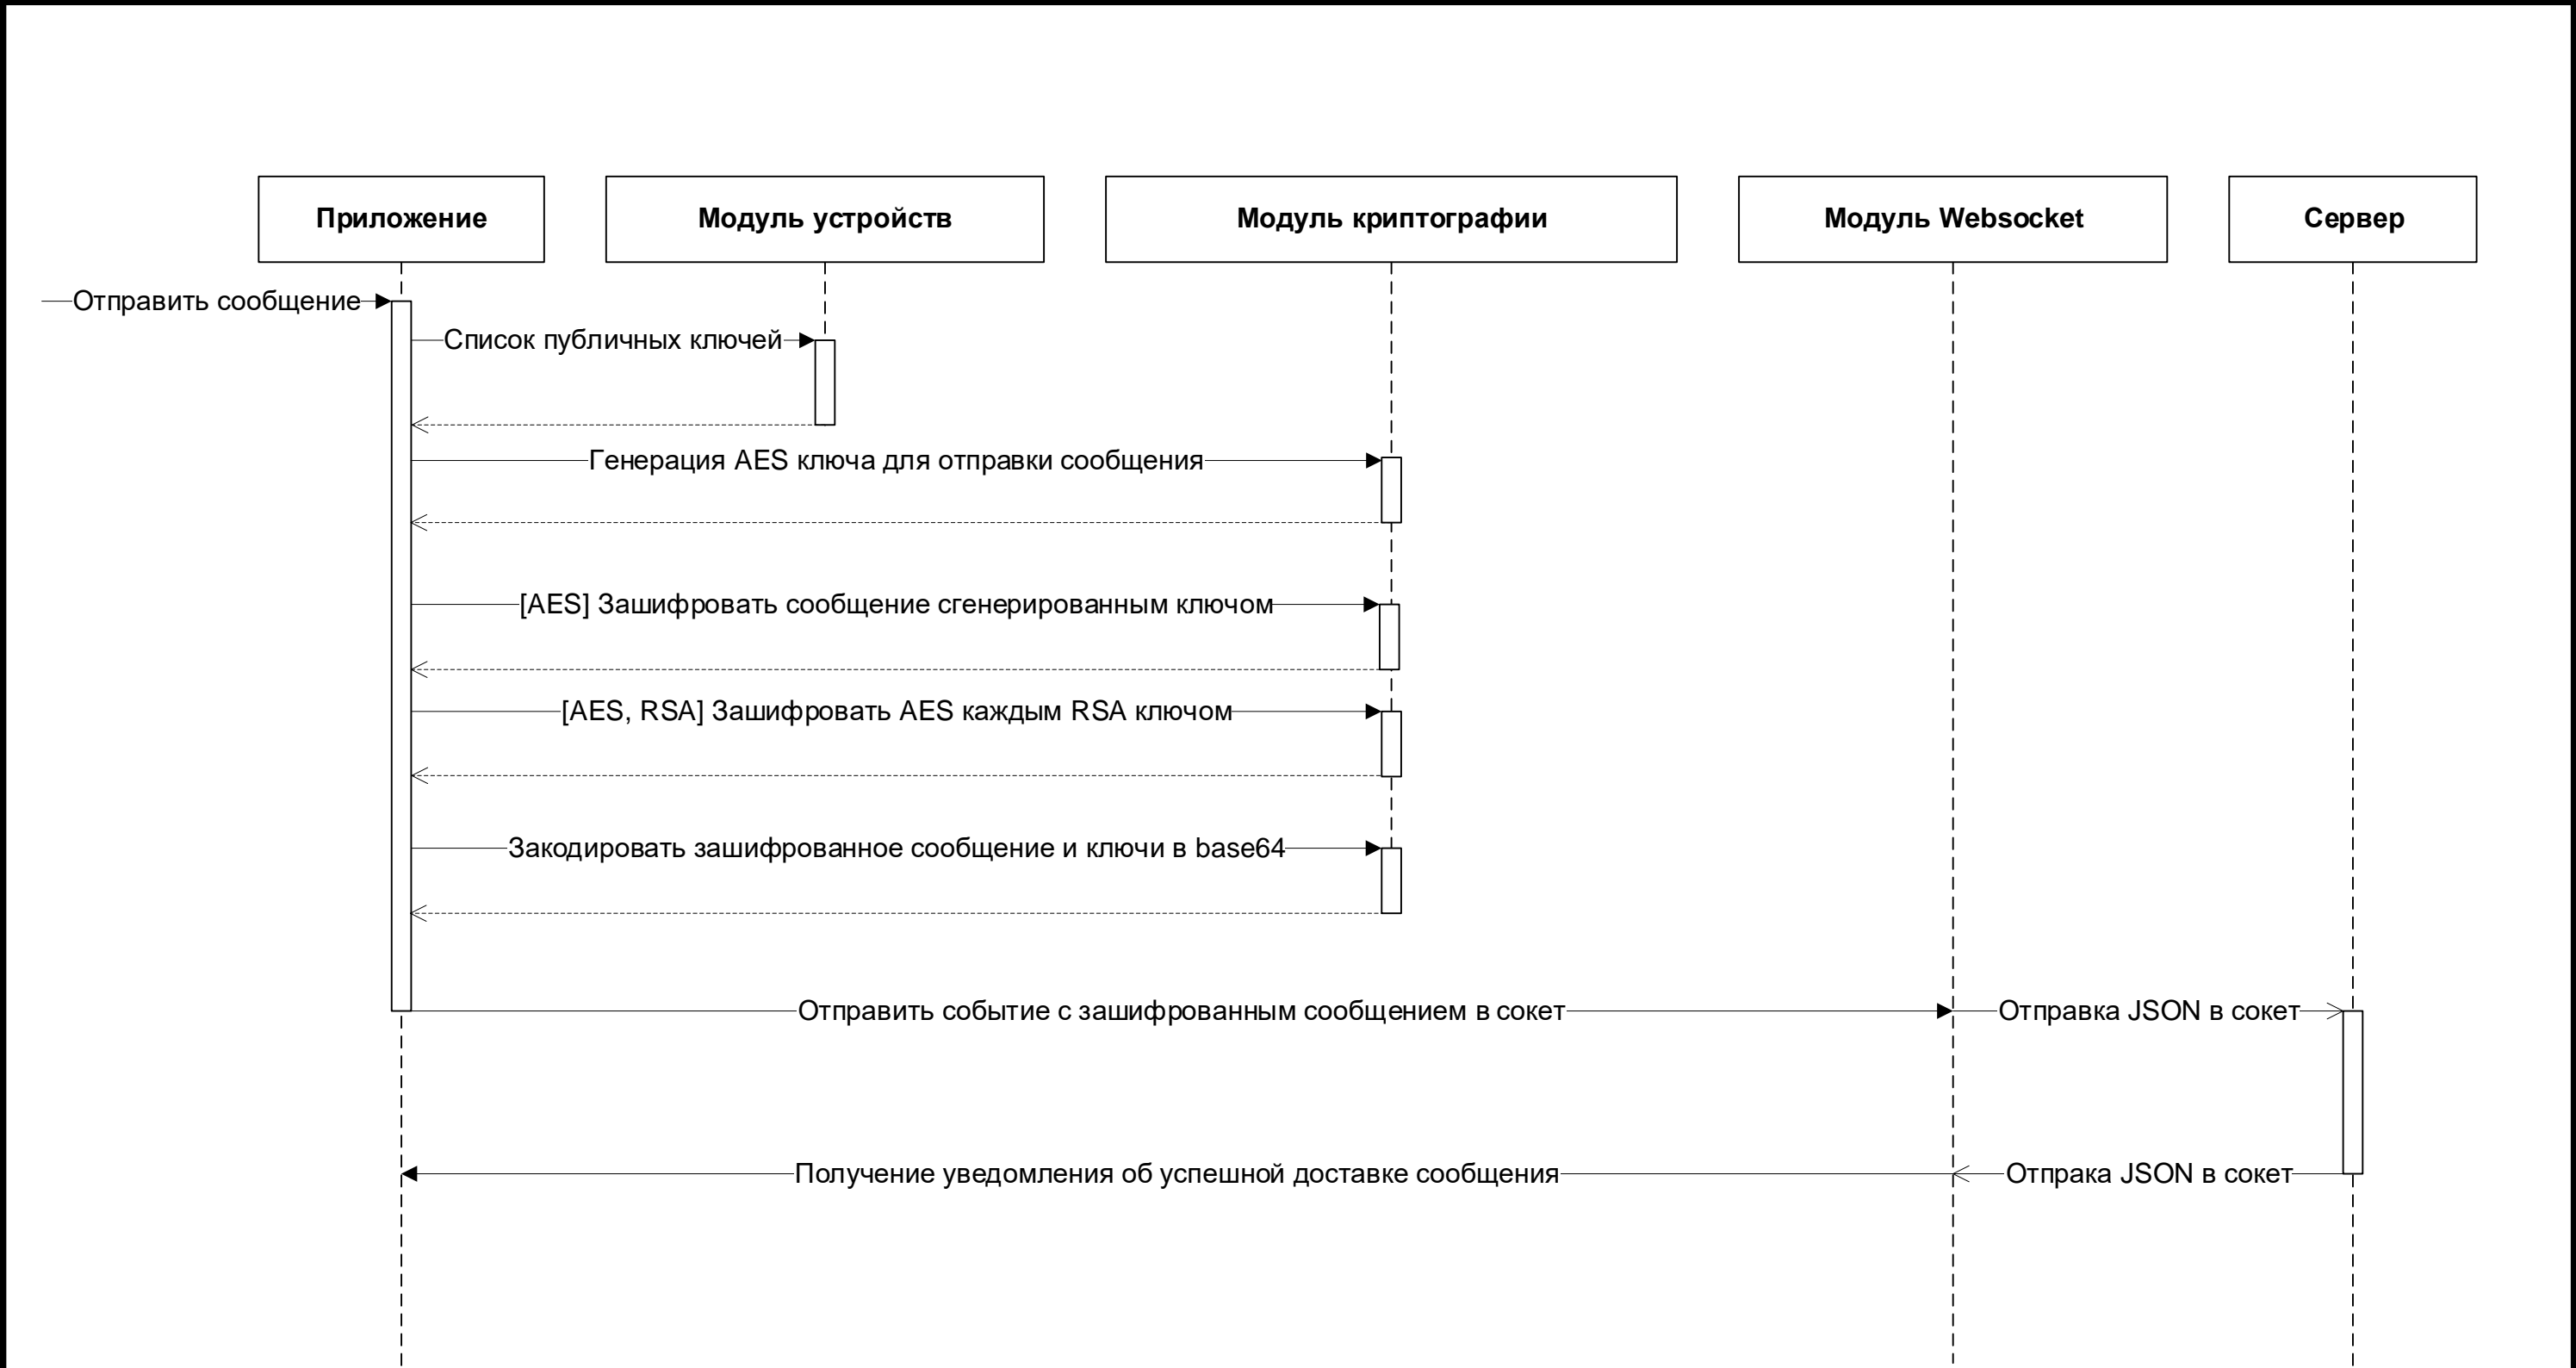 Приложение
Модуль устройств
Модуль криптографии
Модуль Websocket
Сервер
Отправить сообщение
Список публичных ключей
Генерация AES ключа для отправки сообщения
[AES] Зашифровать сообщение сгенерированным ключом
[AES, RSA] Зашифровать AES каждым RSA ключом
Закодировать зашифрованное сообщение и ключи в base64
Отправить событие с зашифрованным сообщением в сокет
Отправка JSON в сокет
Получение уведомления об успешной доставке сообщения
Отпрака JSON в сокет